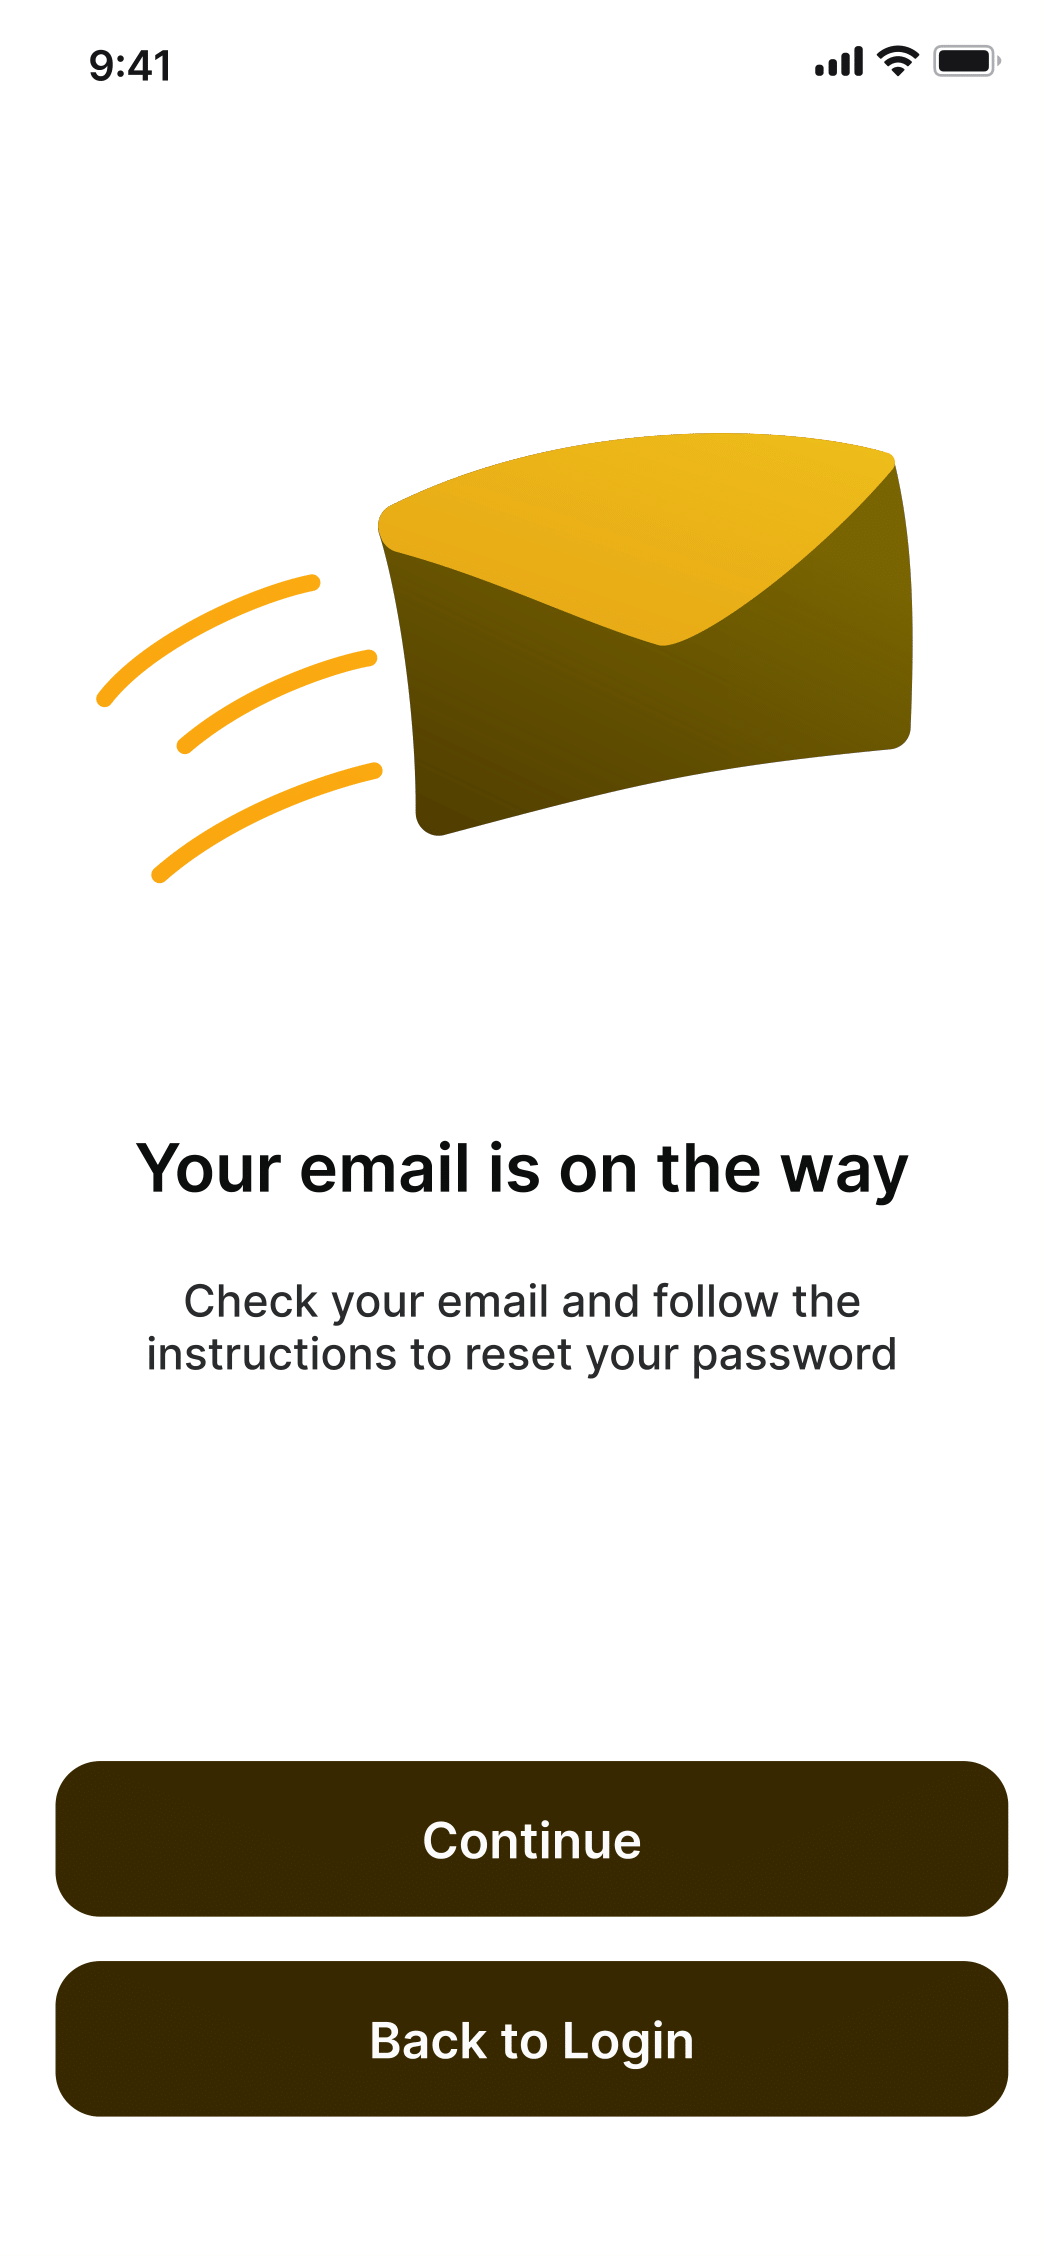 9:41
Your email is on the way
Check your email and follow the
instructions to reset your password
Continue
Back to Login